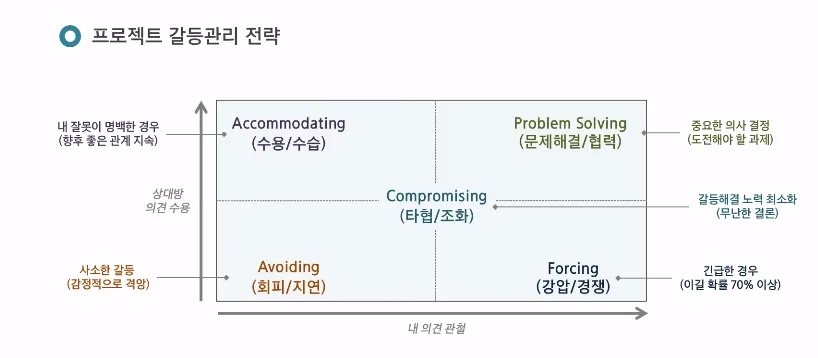 프로젝트 갈등관리 전략
내 잘못이 명백한 경우
(향후 좋은 관계 지속)
Accommodating
(수용/수습)
Problem Solving
(문제해결/협력)
중요한 의사 결정
(도전해야 할 과제)
상대방
의견 수용
Compromising
(타협/조화)
갈등해결 노력 최소화
(무난한 결론)
사소한 갈등
(감정적으로 격앙)
Avoiding
(회피/지연)
Forcing
(강압/경쟁)
긴급한 경우
(이길 확률 70% 이상)
내 의견 관철